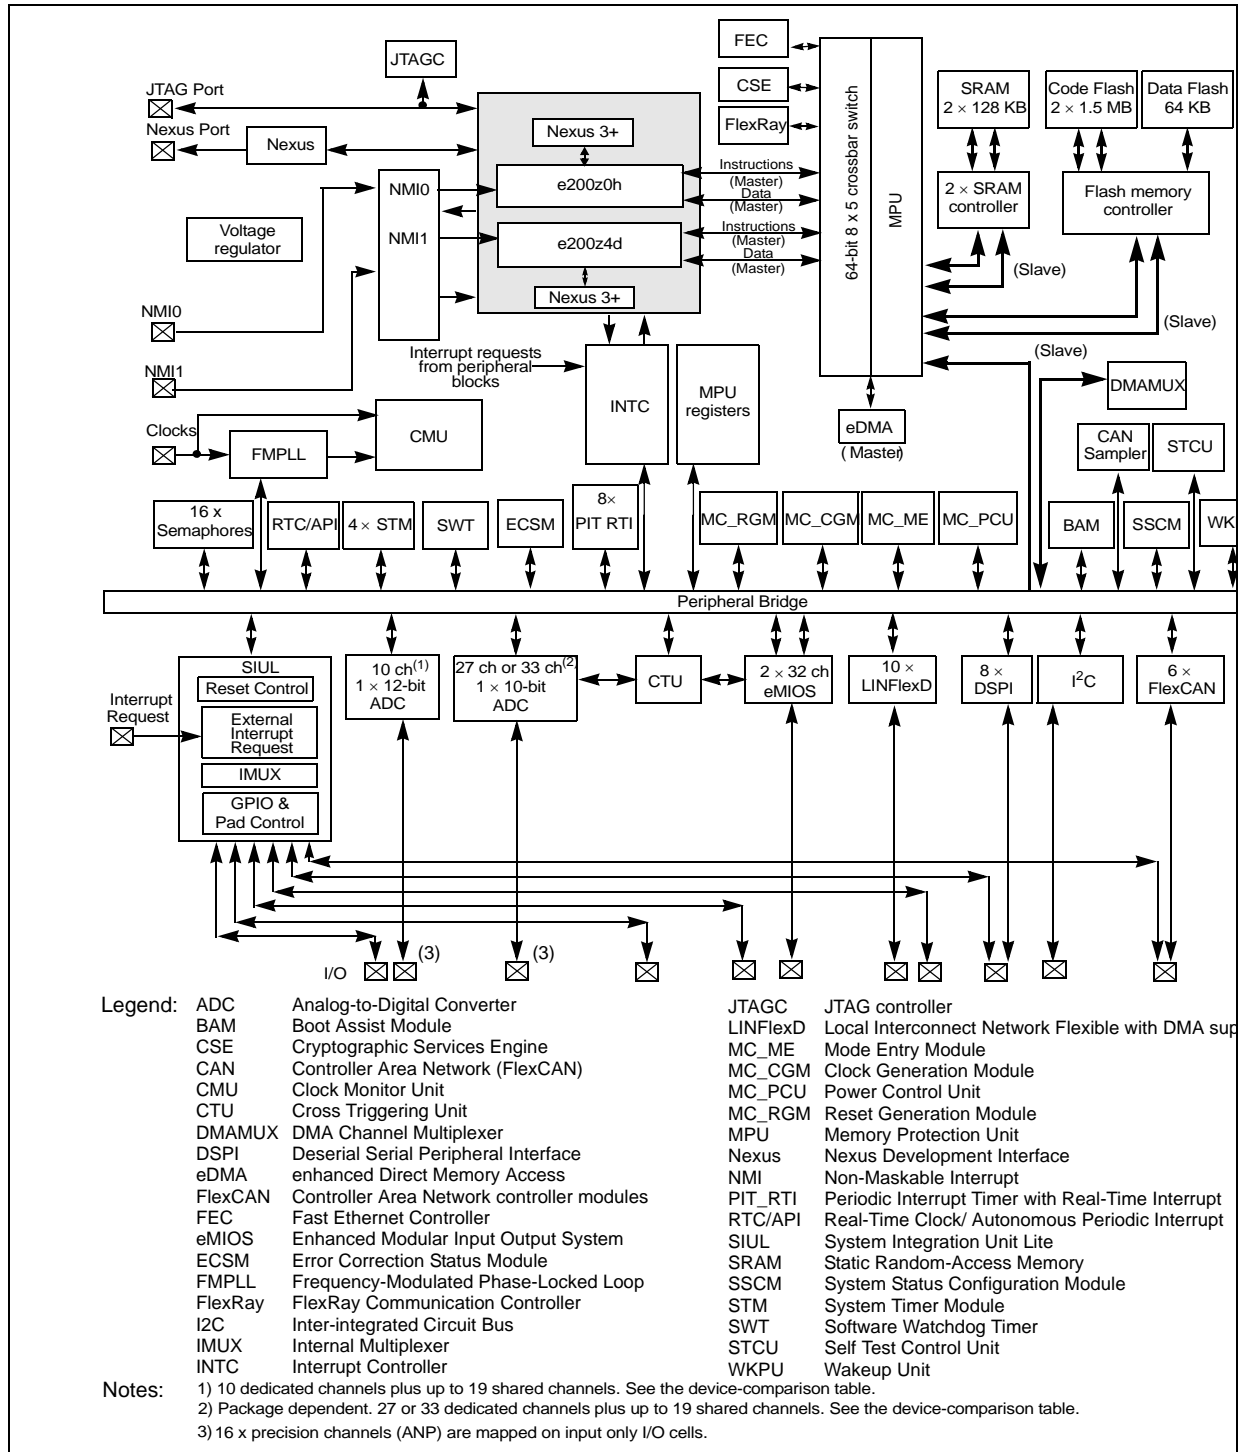 FEC
JTAGC
CSE
FlexRay
64-bit 8 x 5 crossbar switch
MPU
SRAM
2 × 128 KB
Code Flash
2 × 1.5 MB
Data Flash
64 KB
JTAG Port
Nexus Port
Nexus
Nexus 3+
e200z0h
Instructions
(Master)
Data
(Master)
NMI0
NMI1
e200z4d
Instructions
(Master)
Data
(Master)
Nexus 3+
2 × SRAM
controller
Flash memory
controller
Voltage
regulator
(Slave)
(Slave)
(Slave)
NMI0
NMI1
Interrupt requests
from peripheral
blocks
INTC
MPU
registers
DMAMUX
eDMA
( Master)
Clocks
FMPLL
CMU
CAN
Sampler
STCU
16 x
Semaphores
RTC/API
4 × STM
SWT
ECSM
8×
PIT RTI
MC_RGM
MC_CGM
MC_ME
MC_PCU
BAM
SSCM
WK
Peripheral Bridge
SIUL
Reset Control
External
Interrupt
Request
IMUX
GPIO &
Pad Control
Interrupt
Request
10 ch(1)
1 × 12-bit
ADC
27 ch or 33 ch(2)
1 × 10-bit
ADC
CTU
2 × 32 ch
eMIOS
10 ×
LINFlexD
8 ×
DSPI
I2C
6 ×
FlexCAN
I/O
(3)
(3)
Legend:
ADC Analog-to-Digital Converter
BAM Boot Assist Module
CSE Cryptographic Services Engine
CAN Controller Area Network (FlexCAN)
CMU Clock Monitor Unit
CTU Cross Triggering Unit
DMAMUX DMA Channel Multiplexer
DSPI Deserial Serial Peripheral Interface
eDMA enhanced Direct Memory Access
FlexCAN Controller Area Network controller modules
FEC Fast Ethernet Controller
eMIOS Enhanced Modular Input Output System
ECSM Error Correction Status Module
FMPLL Frequency-Modulated Phase-Locked Loop
FlexRay FlexRay Communication Controller
I2C Inter-integrated Circuit Bus
IMUX Internal Multiplexer
INTC Interrupt Controller
JTAGC JTAG controller
LINFlexD Local Interconnect Network Flexible with DMA sup
MC_ME Mode Entry Module
MC_CGM Clock Generation Module
MC_PCU Power Control Unit
MC_RGM Reset Generation Module
MPU Memory Protection Unit
Nexus Nexus Development Interface
NMI Non-Maskable Interrupt
PIT_RTI Periodic Interrupt Timer with Real-Time Interrupt
RTC/API Real-Time Clock/ Autonomous Periodic Interrupt
SIUL System Integration Unit Lite
SRAM Static Random-Access Memory
SSCM System Status Configuration Module
STM System Timer Module
SWT Software Watchdog Timer
STCU Self Test Control Unit
WKPU Wakeup Unit
Notes:
1) 10 dedicated channels plus up to 19 shared channels. See the device-comparison table.
2) Package dependent. 27 or 33 dedicated channels plus up to 19 shared channels. See the device-comparison table.
3) 16 x precision channels (ANP) are mapped on input only I/O cells.